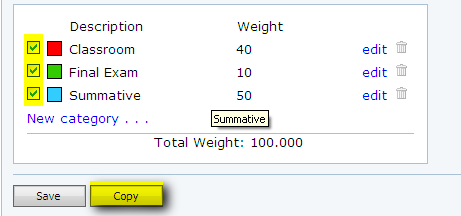 Description Weight
Classroom 40 edit
Final Exam 10 edit
Summative 50 edit
New category . . . Summative
Total Weight: 100.000
Save Copy